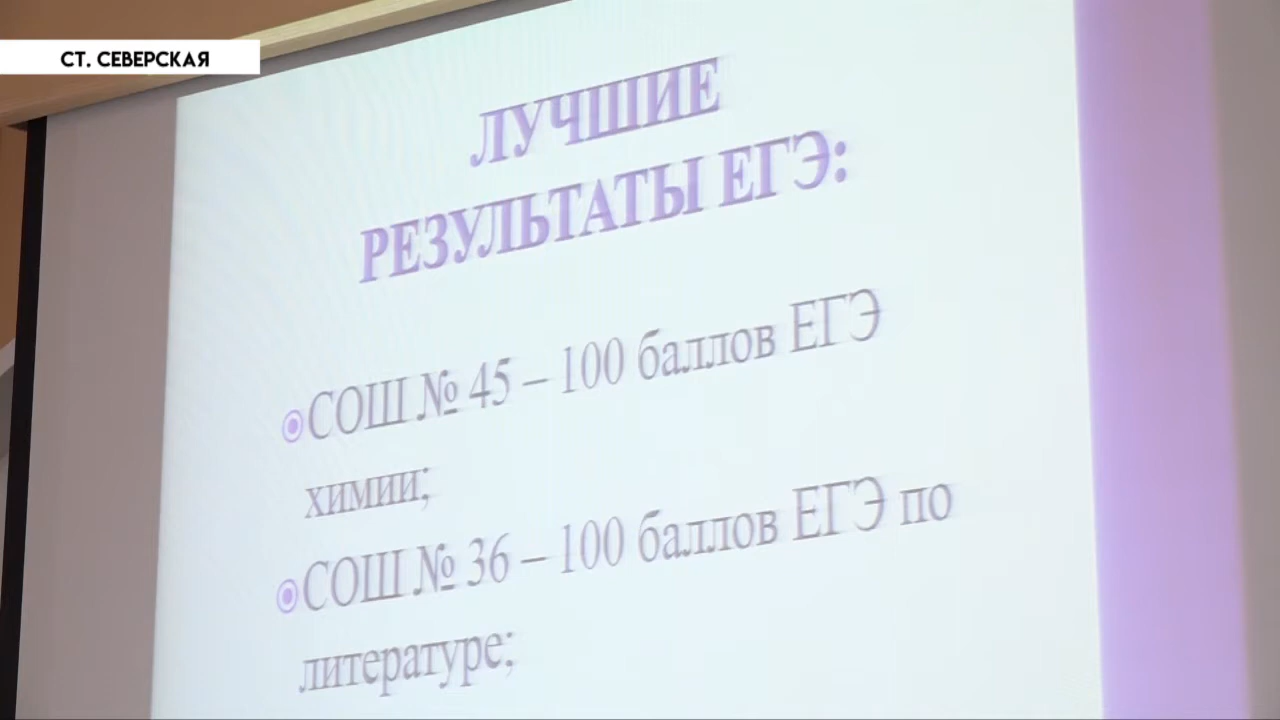 СТ. СЕВЕРСКАЯ
ЛУЧШИЕ
РЕЗУЛЬТАТЫ ЕГЭ:
СОШ № 45 – 100 баллов ЕГЭ
химии;
СОШ № 36 – 100 баллов ЕГЭ по
литературе;